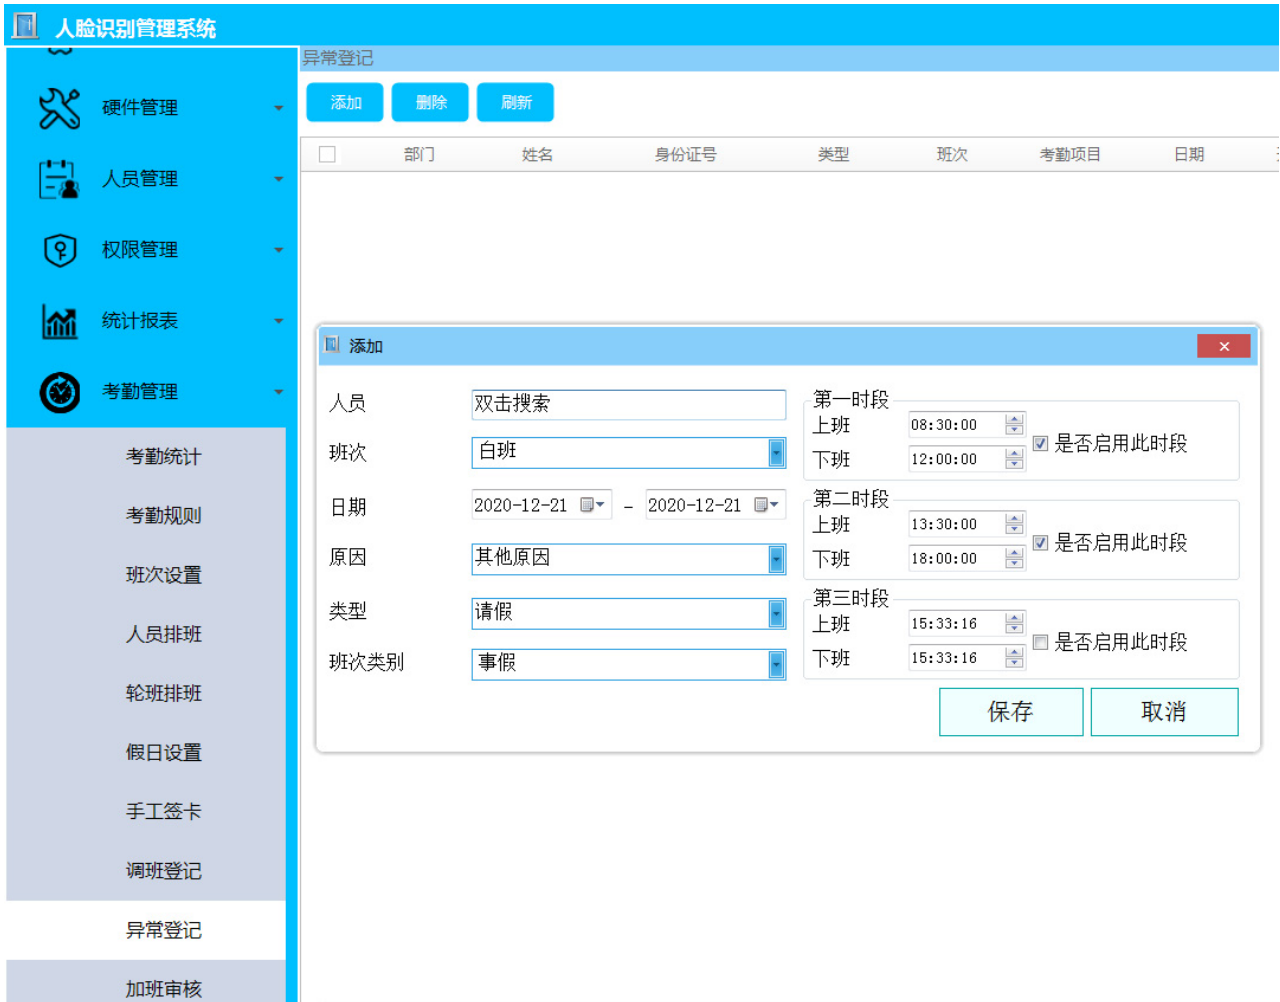 人脸识别管理系统
硬件管理
人员管理
权限管理
统计报表
考勤管理
考勤统计
考勤规则
班次设置
人员排班
轮班排班
假日设置
手工签卡
调班登记
异常登记
加班审核
异常登记
添加 删除 刷新
部门 姓名 身份证号 类型 班次 考勤项目 日期
添加
人员 双击搜索
班次 白班
日期 2020-12-21 - 2020-12-21
原因 其他原因
类型 请假
班次类别 事假
第一时段
上班 08:30:00
下班 12:00:00
是否启用此时段
第二时段
上班 13:30:00
下班 18:00:00
是否启用此时段
第三时段
上班 15:33:16
下班 15:33:16
是否启用此时段
保存 取消